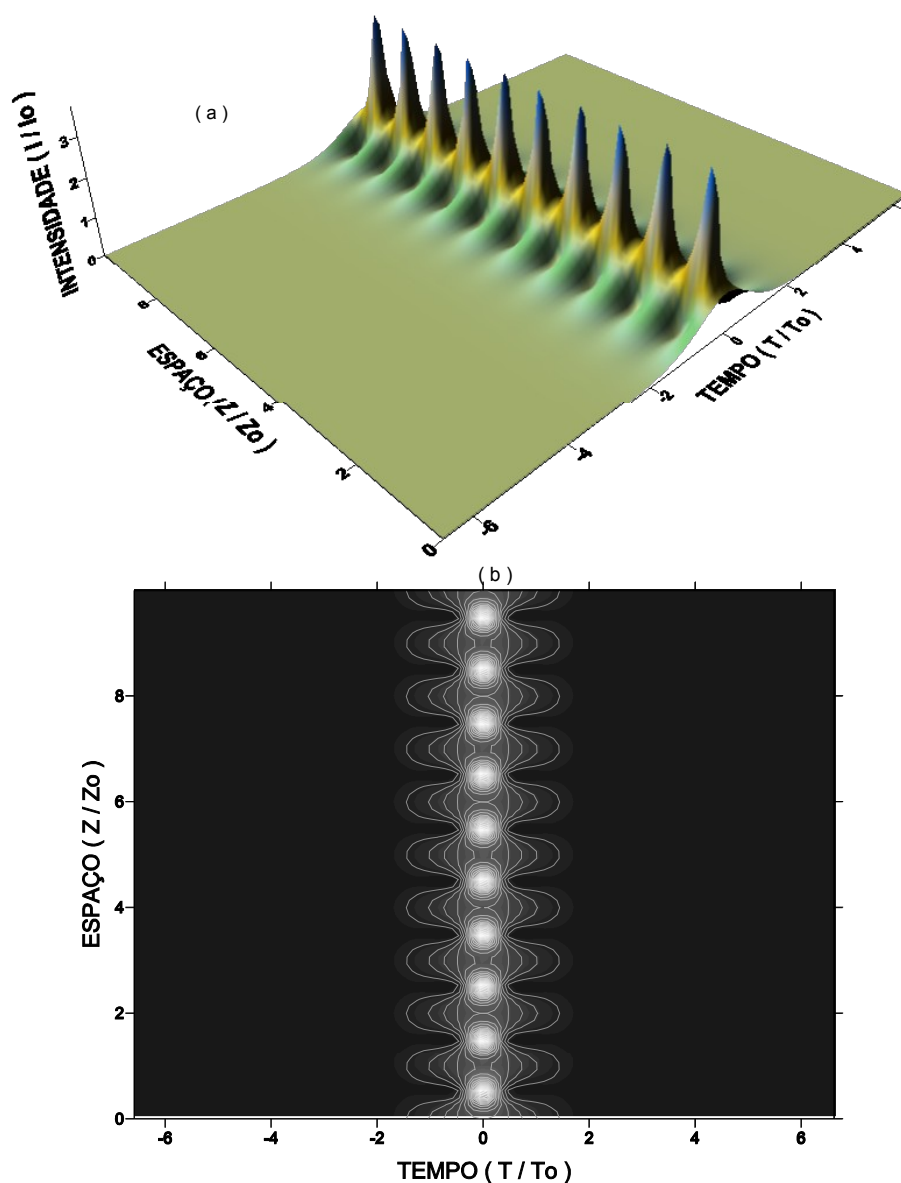 ( a )
INTENSIDADE ( I / Io )
3
2
1
0
8
6
4
2
0
ESPAÇO ( Z / Zo )
-6
-4
-2
0
2
4
TEMPO ( T / To )
( b )
ESPAÇO ( Z / Zo )
8
6
4
2
0
-6 -4 -2 0 2 4 6
TEMPO ( T / To )